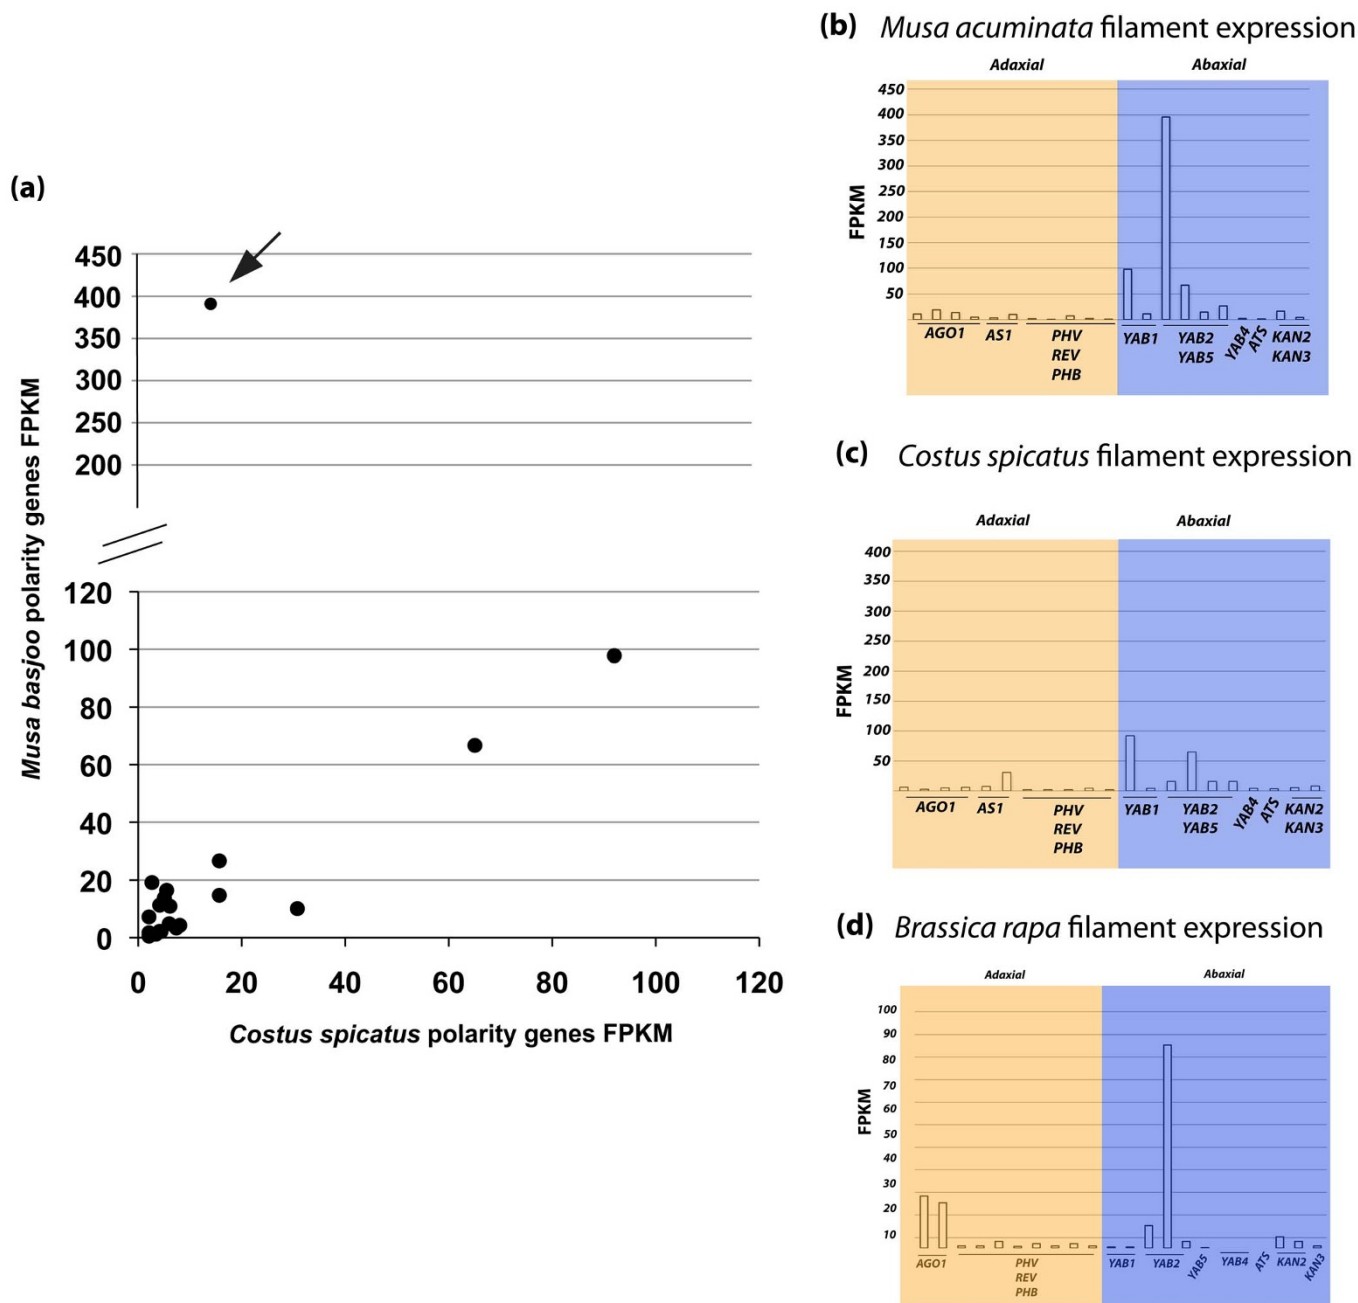 (a)
Musa basjoo polarity genes FPKM
450
400
350
300
250
200
120
100
80
60
40
20
0
0 20 40 60 80 100 120
Costus spicatus polarity genes FPKM
(b) Musa acuminata filament expression
Adaxial Abaxial
FPKM
450
400
350
300
250
200
150
100
50
AGO1 AS1 PHV YAB1 YAB2 YAB4 ATS KAN2
REV YAB5 KAN3
PHB
(c) Costus spicatus filament expression
Adaxial Abaxial
FPKM
400
350
300
250
200
150
100
50
AGO1 AS1 PHV YAB1 YAB2 YAB4 ATS KAN2
REV YAB5 KAN3
PHB
(d) Brassica rapa filament expression
Adaxial Abaxial
FPKM
100
90
80
70
60
50
40
30
20
10
AGO1 PHV YAB1 YAB2 YAB5 YAB4 ATS KAN2 KAN3
REV
PHB